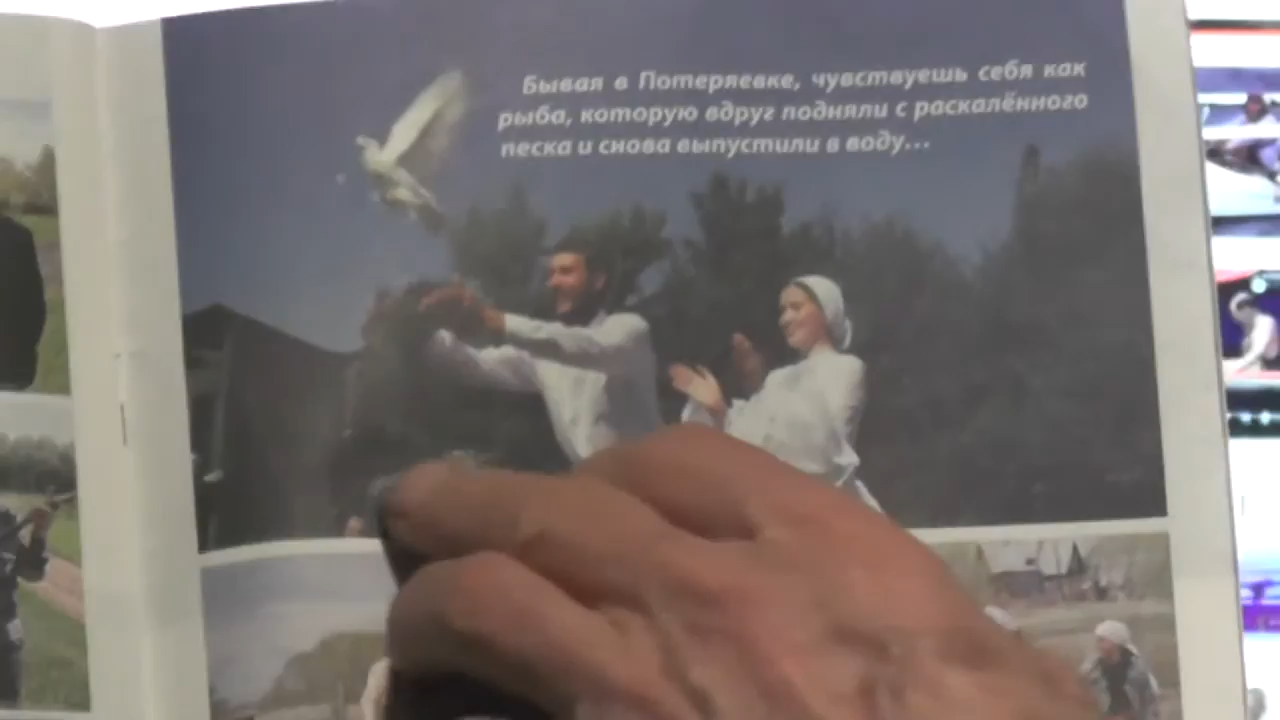 Бывая в Потеряевке, чувствуешь себя как
рыба, которую вдруг подняли с раскалённого
песка и снова выпустили в воду...